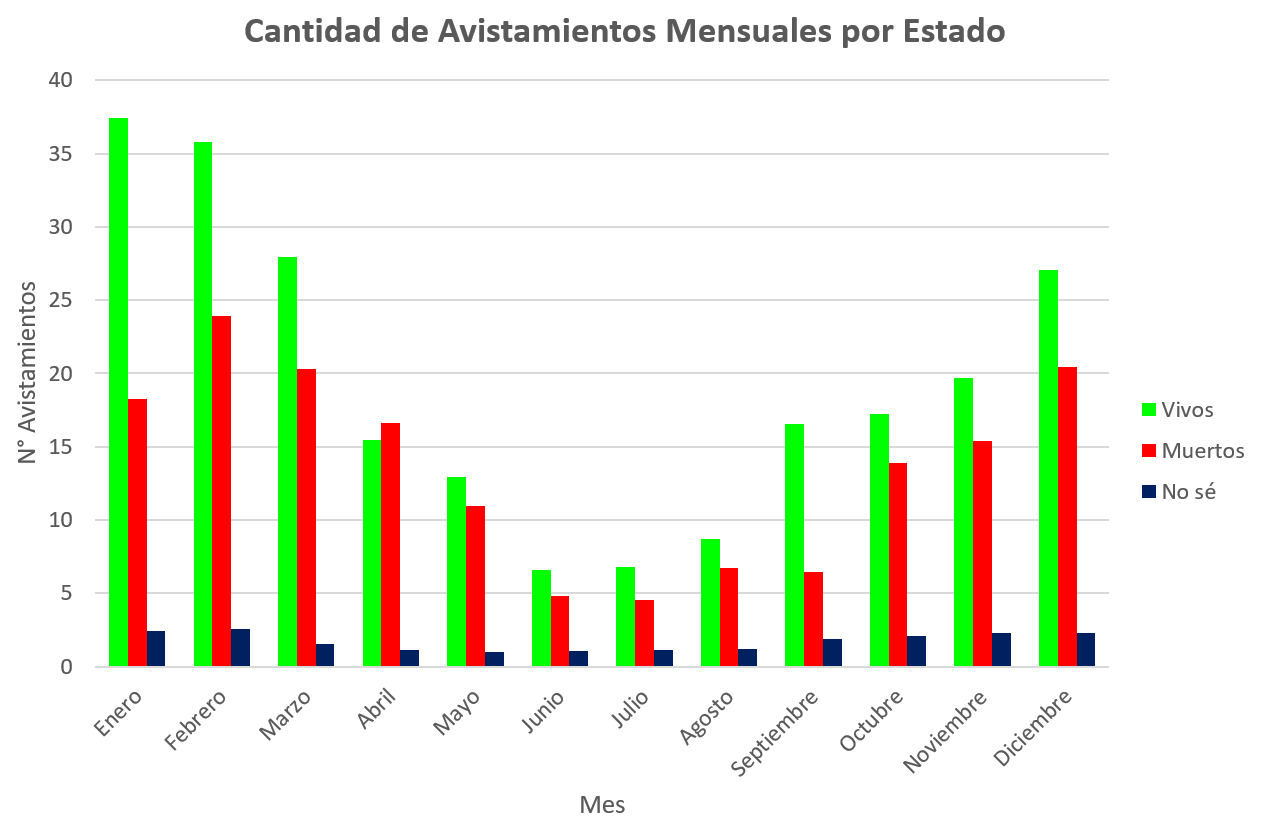 Cantidad de Avistamientos Mensuales por Estado
40
35
30
25
20
15
10
5
0
N° Avistamientos
Enero
Febrero
Marzo
Abril
Mayo
Junio
Julio
Agosto
Septiembre
Octubre
Noviembre
Diciembre
Mes
Vivos
Muertos
No sé